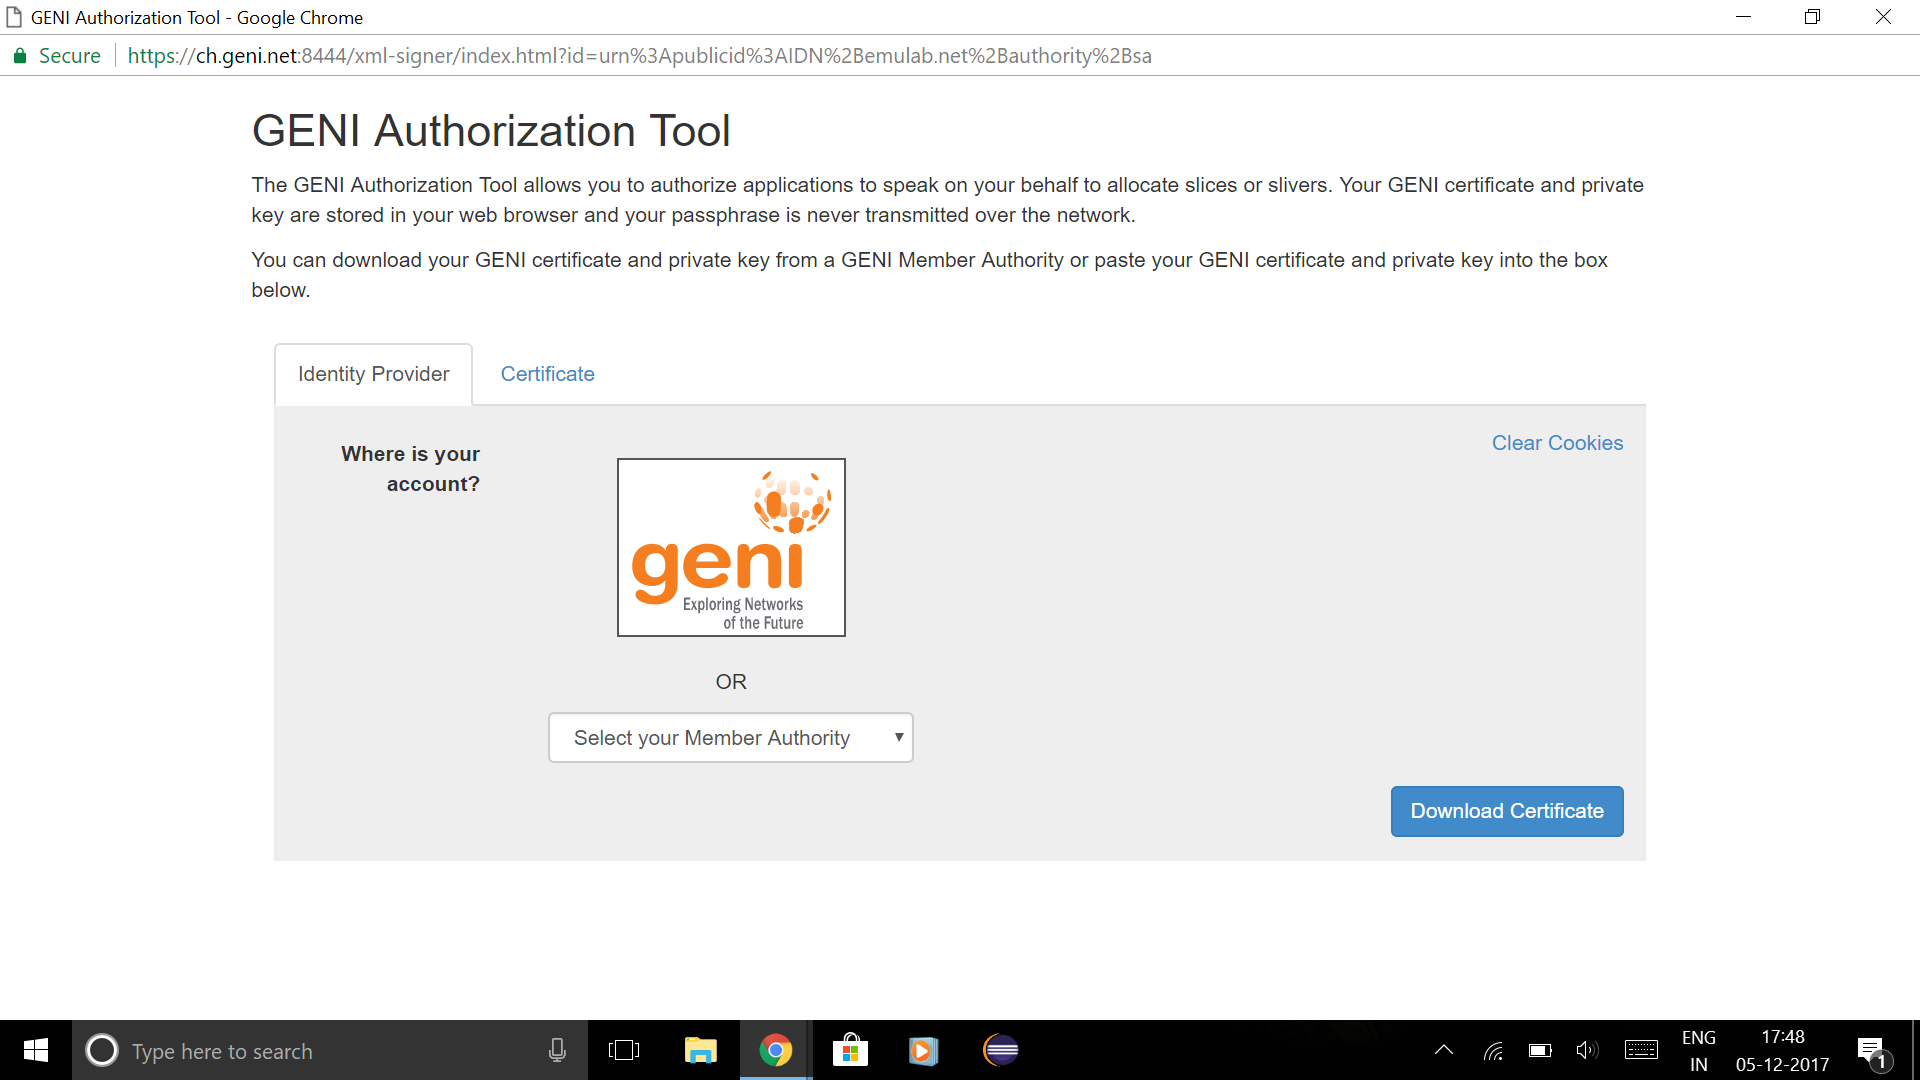 GENI Authorization Tool - Google Chrome
Secure https://ch.geni.net:8444/xml-signer/index.html?id=urn%3Apublicid%3AIDN%2Bemulab.net%2Bauthority%2Bsa
GENI Authorization Tool
The GENI Authorization Tool allows you to authorize applications to speak on your behalf to allocate slices or slivers. Your GENI certificate and private
key are stored in your web browser and your passphrase is never transmitted over the network.
You can download your GENI certificate and private key from a GENI Member Authority or paste your GENI certificate and private key into the box
below.
Identity Provider
Certificate
Clear Cookies
Where is your
account?
geni
Exploring Networks
of the Future
OR
Select your Member Authority
Download Certificate
Type here to search
ENG
IN
17:48
05-12-2017
1